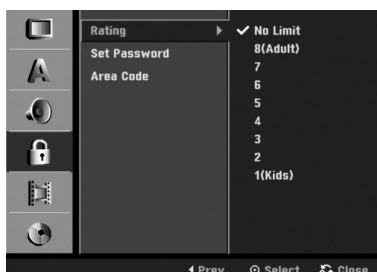 Rating
Set Password
Area Code
No Limit
8(Adult)
7
6
5
4
3
2
1(Kids)
Prev. Select Close